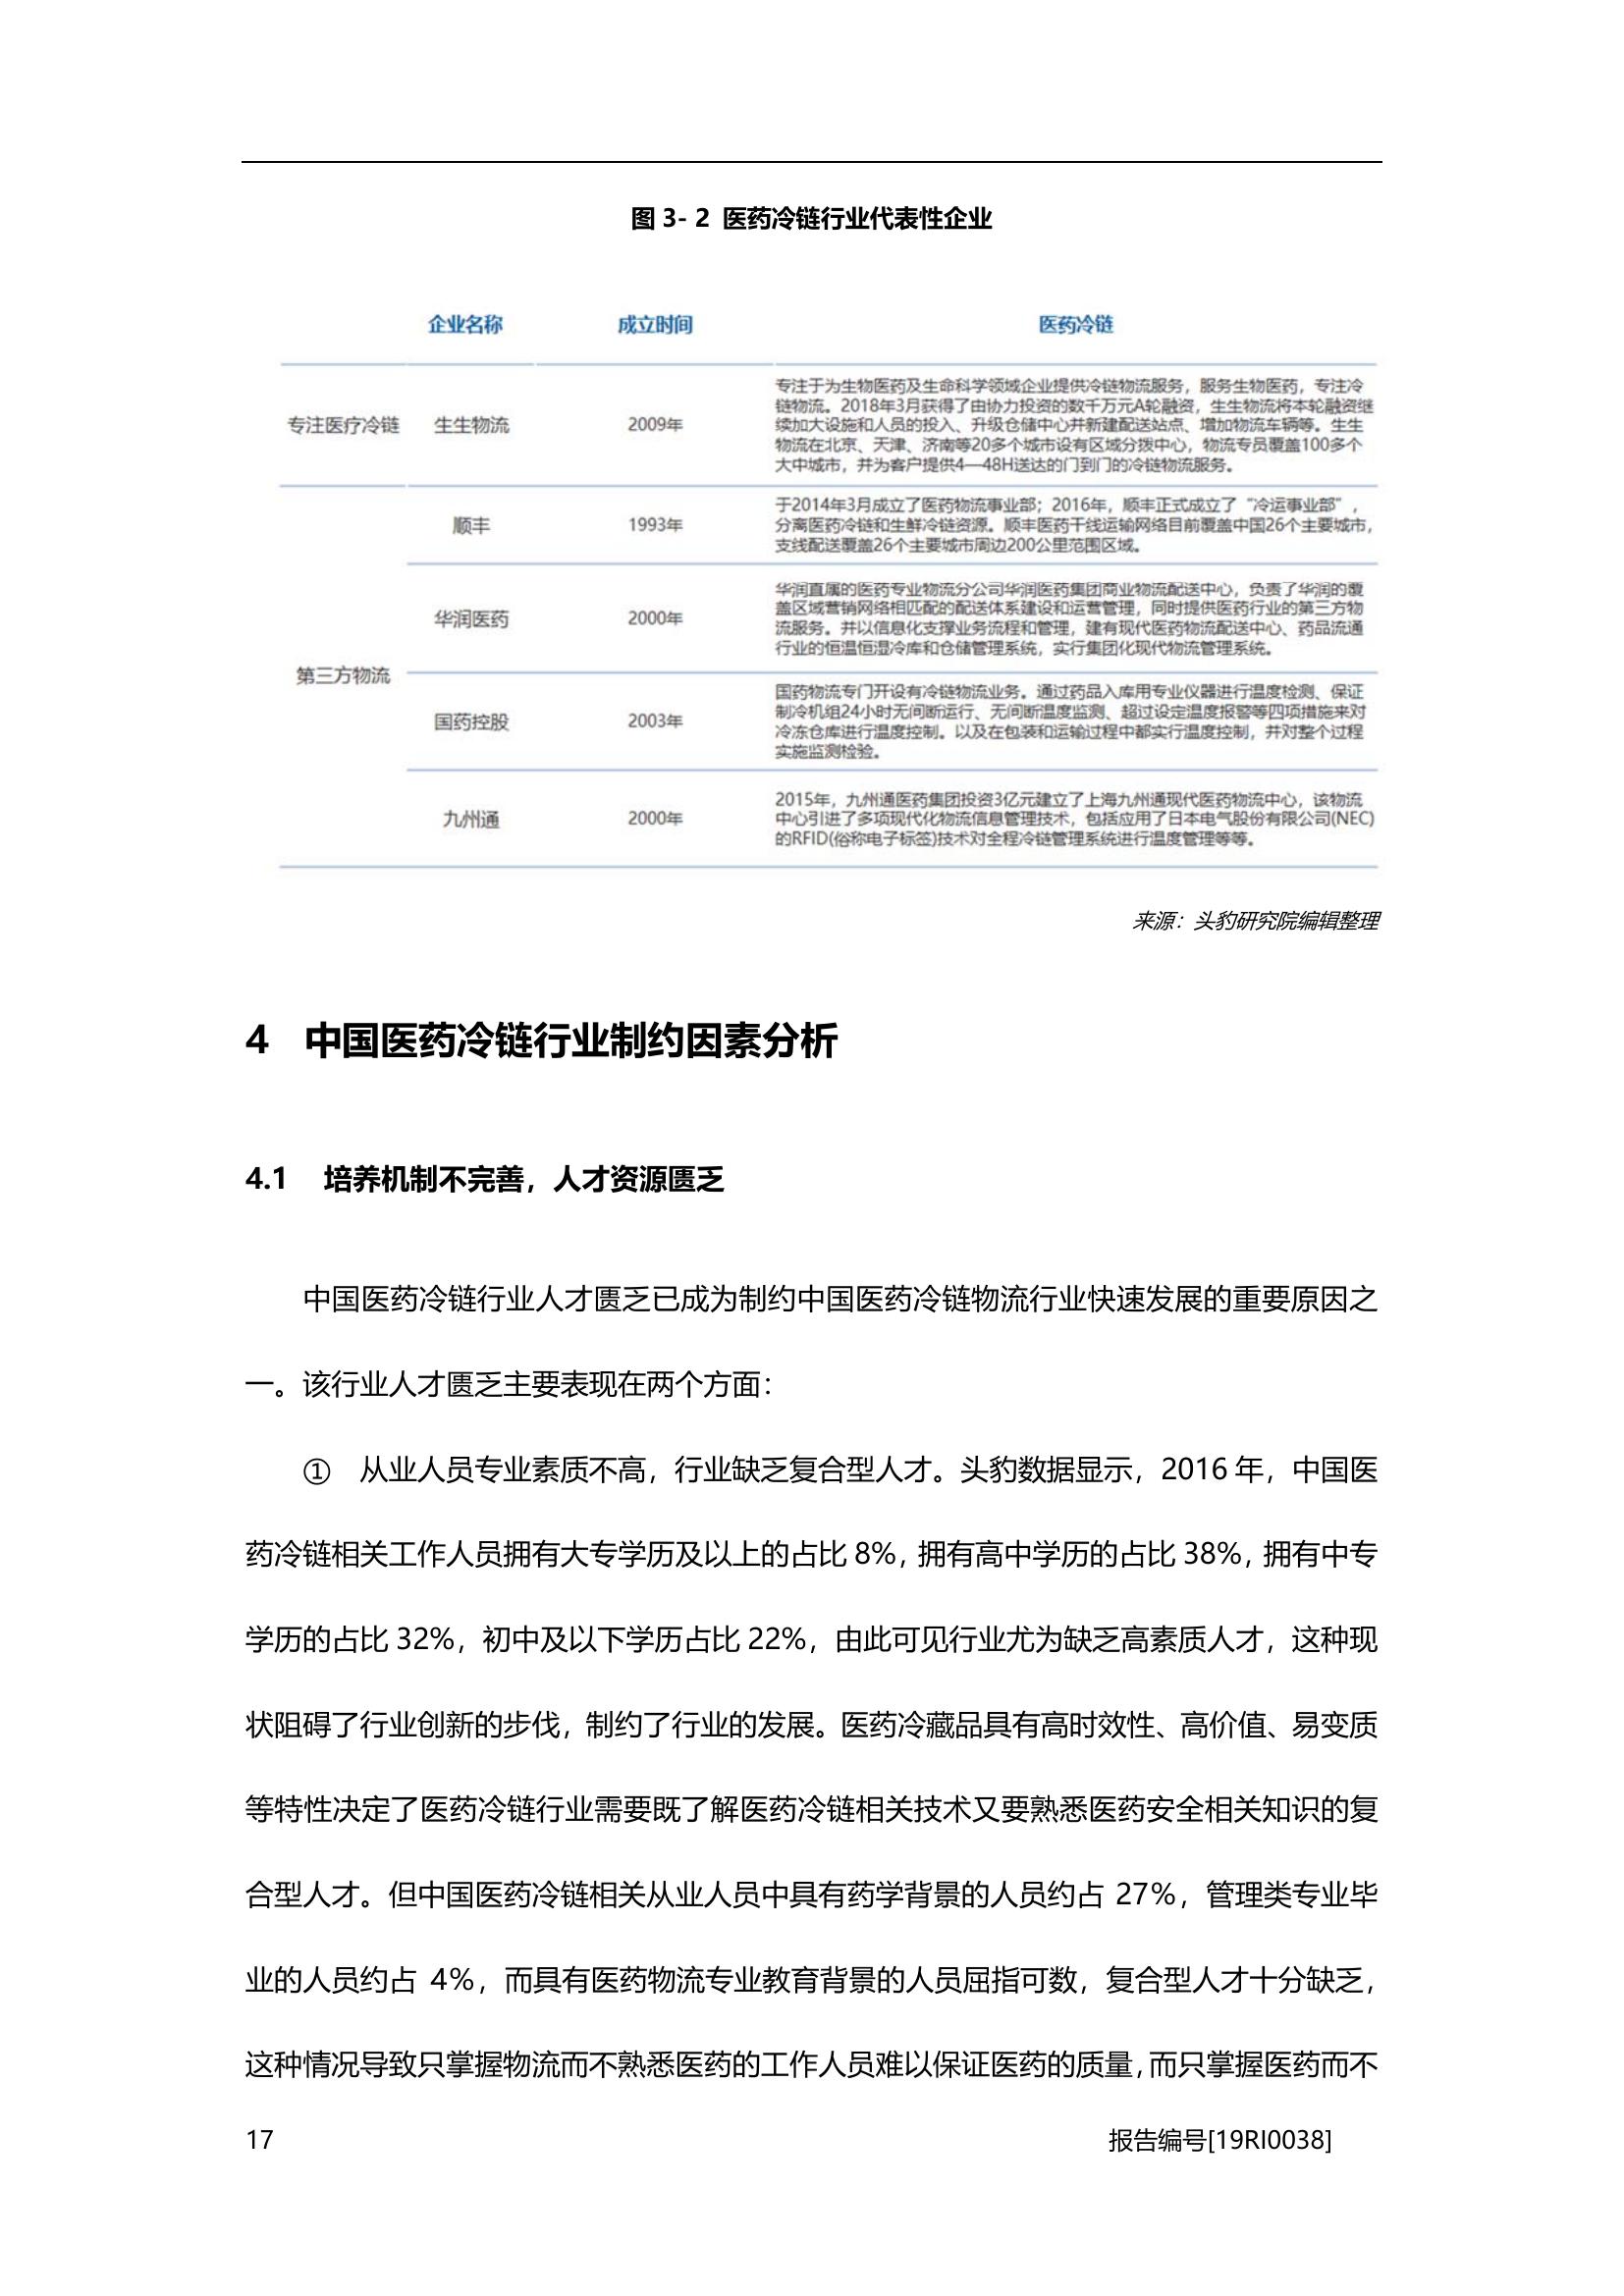 图 3- 2 医药冷链行业代表性企业
企业名称 成立时间 医药冷链
专注医疗冷链 生生物流 2009年
专注于为生物医药及生命科学领域企业提供冷链物流服务，服务生物医药，专注冷
链物流。2018年3月获得了由协力投资的数千万元A轮融资，生生物流将本轮融资继
续加大设施和人员的投入、升级仓储中心并新建配送站点、增加物流车辆等。生生
物流在北京、天津、济南等20多个城市设有区域分拨中心，物流专员覆盖100多个
大中城市，并为客户提供4—48H送达的门到门的冷链物流服务。
第三方物流
顺丰 1993年
于2014年3月成立了医药物流事业部；2016年，顺丰正式成立了“冷运事业部”，
分离医药冷链和生鲜冷链资源。顺丰医药干线运输网络目前覆盖中国26个主要城市，
支线配送覆盖26个主要城市周边200公里范围区域。
华润医药 2000年
华润直属的医药专业物流分公司华润医药集团商业物流配送中心，负责了华润的覆
盖区域营销网络相匹配的配送体系建设和运营管理，同时提供医药行业的第三方物
流服务。并以信息化支撑业务流程和管理，建有现代医药物流配送中心、药品流通
行业的恒温恒湿冷库和仓储管理系统，实行集团化现代物流管理系统。
国药控股 2003年
国药物流专门开设有冷链物流业务。通过药品入库用专业仪器进行温度检测、保证
制冷机组24小时无间断运行、无间断温度监测、超过设定温度报警等四项措施来对
冷冻仓库进行温度控制。以及在包装和运输过程中都实行温度控制，并对整个过程
实施监测检验。
九州通 2000年
2015年，九州通医药集团投资3亿元建立了上海九州通现代医药物流中心，该物流
中心引进了多项现代化物流信息管理技术，包括应用了日本电气股份有限公司(NEC)
的RFID(俗称电子标签)技术对全程冷链管理系统进行温度管理等等。
来源：头豹研究院编辑整理
4 中国医药冷链行业制约因素分析
4.1 培养机制不完善，人才资源匮乏
中国医药冷链行业人才匮乏已成为制约中国医药冷链物流行业快速发展的重要原因之
一。该行业人才匮乏主要表现在两个方面：
① 从业人员专业素质不高，行业缺乏复合型人才。头豹数据显示，2016 年，中国医
药冷链相关工作人员拥有大专学历及以上的占比 8%，拥有高中学历的占比 38%，拥有中专
学历的占比 32%，初中及以下学历占比 22%，由此可见行业尤为缺乏高素质人才，这种现
状阻碍了行业创新的步伐，制约了行业的发展。医药冷藏品具有高时效性、高价值、易变质
等特性决定了医药冷链行业需要既了解医药冷链相关技术又要熟悉医药安全相关知识的复
合型人才。但中国医药冷链相关从业人员中具有药学背景的人员约占 27%，管理类专业毕
业的人员约占 4%，而具有医药物流专业教育背景的人员屈指可数，复合型人才十分缺乏，
这种情况导致只掌握物流而不熟悉医药的工作人员难以保证医药的质量，而只掌握医药而不
17 报告编号[19RI0038]